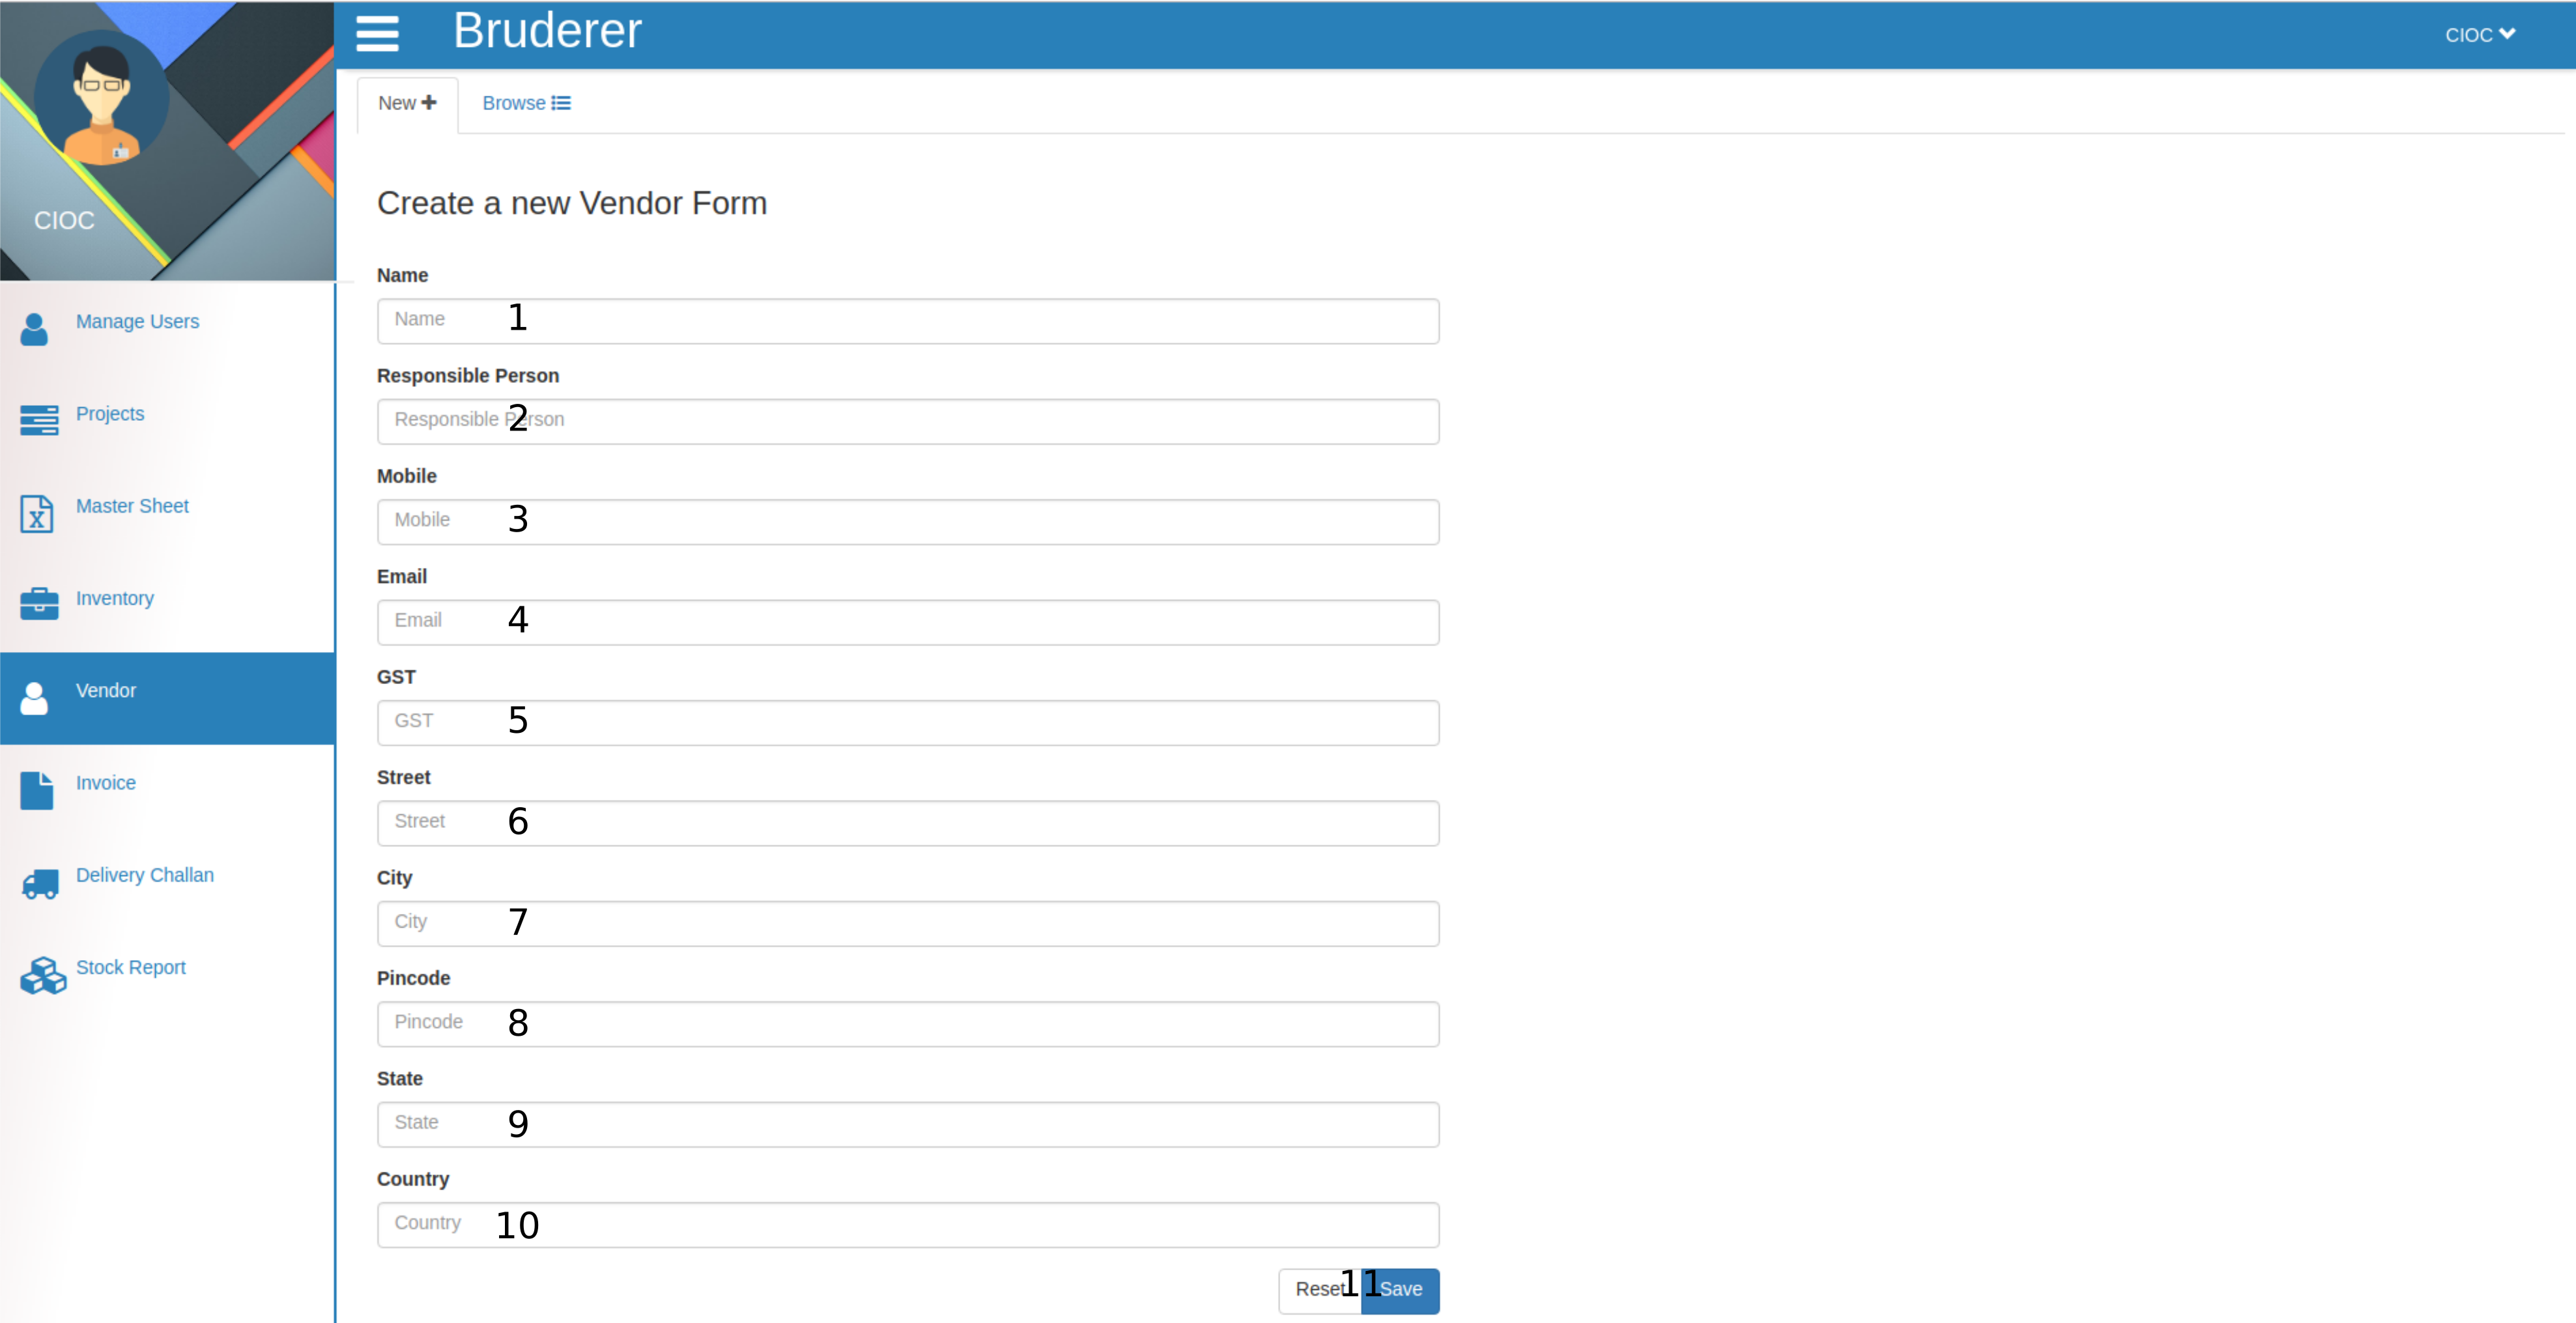 Bruderer
CIOC
New
Browse
CIOC
Manage Users
Projects
Master Sheet
Inventory
Vendor
Invoice
Delivery Challan
Stock Report
Create a new Vendor Form
Name
Name 1
Responsible Person
Responsible Person 2
Mobile
Mobile 3
Email
Email 4
GST
GST 5
Street
Street 6
City
City 7
Pincode
Pincode 8
State
State 9
Country
Country 10
Reset 11 Save